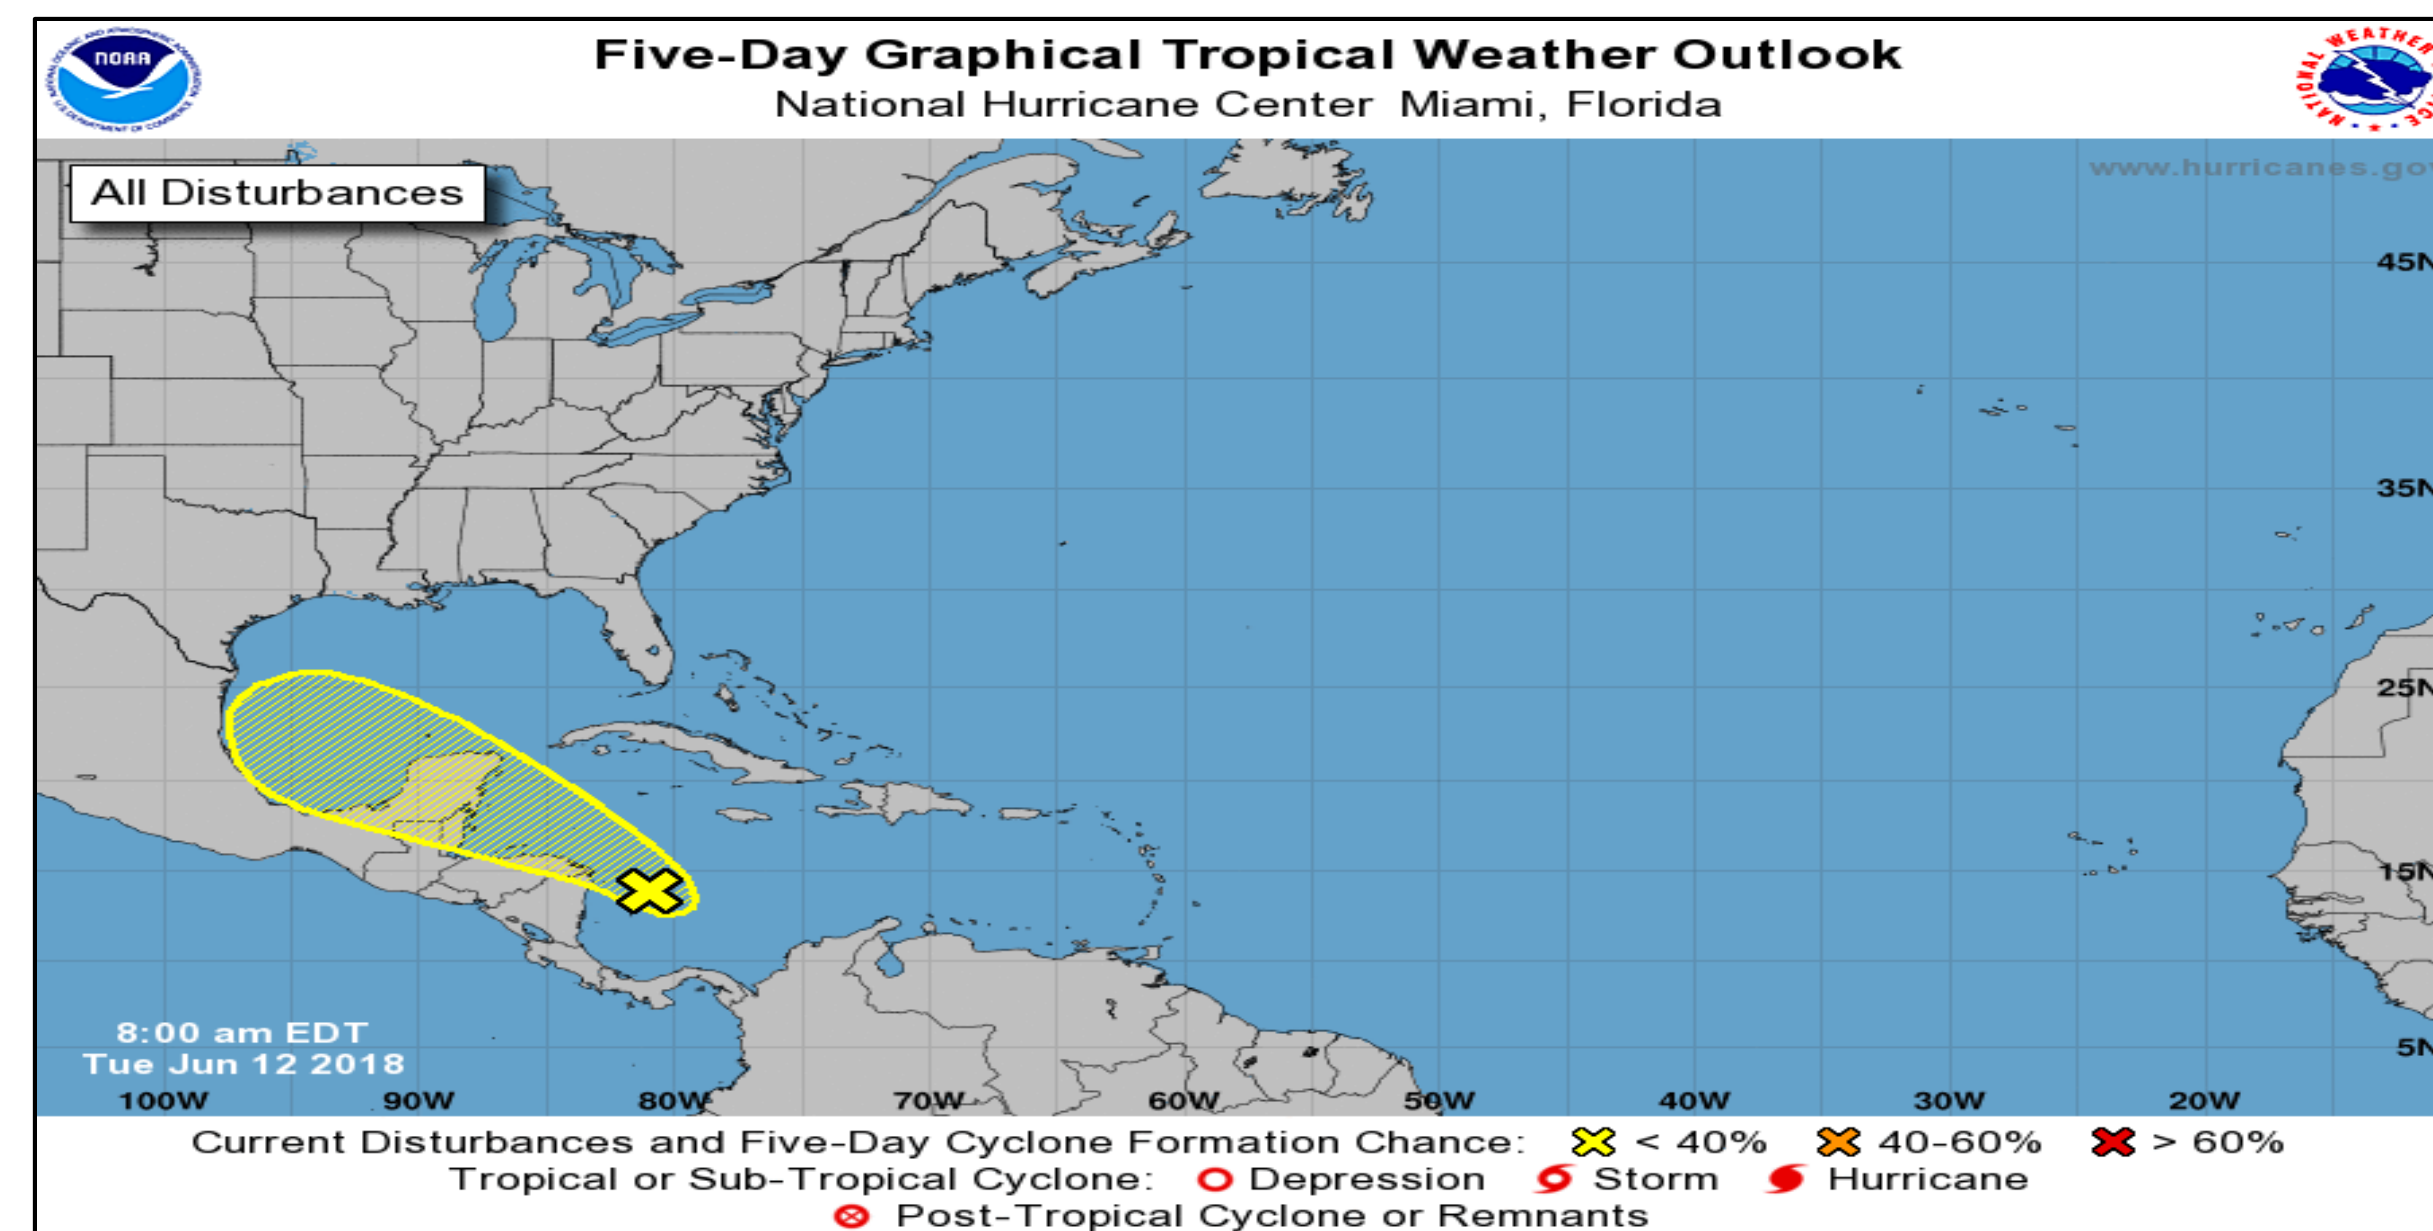 NOAA
Five-Day Graphical Tropical Weather Outlook
National Hurricane Center Miami, Florida
NATIONAL WEATHER
All Disturbances
www.hurricanes.gov
45N
35N
25N
15N
5N
8:00 am EDT
Tue Jun 12 2018
100W 90W 80W 70W 60W 50W 40W 30W 20W
Current Disturbances and Five-Day Cyclone Formation Chance: < 40% 40-60% > 60%
Tropical or Sub-Tropical Cyclone: Depression Storm Hurricane
Post-Tropical Cyclone or Remnants